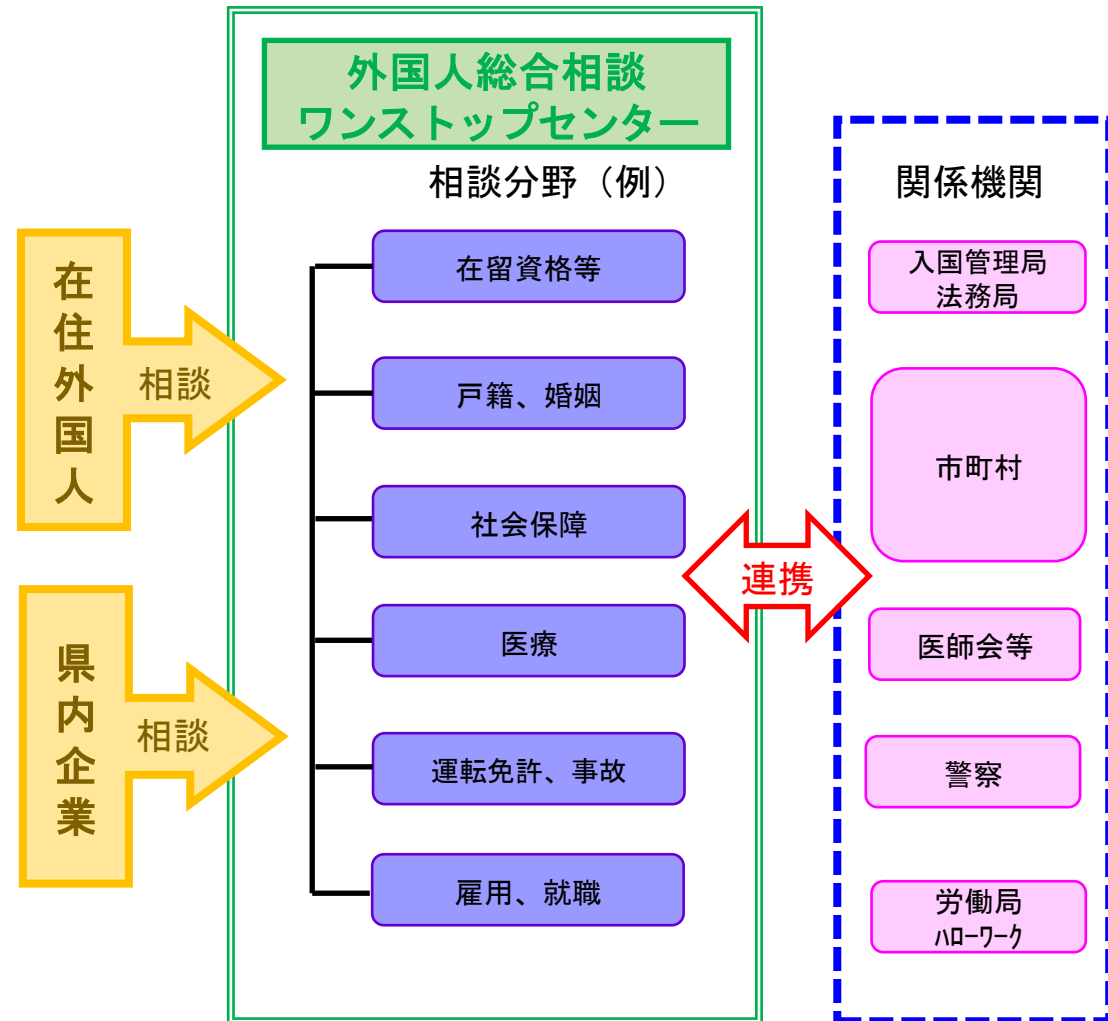 外国人総合相談
ワンストップセンター
相談分野（例）
在留資格等
戸籍、婚姻
社会保障
医療
運転免許、事故
雇用、就職
在住外国人
相談
県内企業
相談
連携
関係機関
入国管理局
法務局
市町村
医師会等
警察
労働局
ﾊﾛｰﾜｰｸ